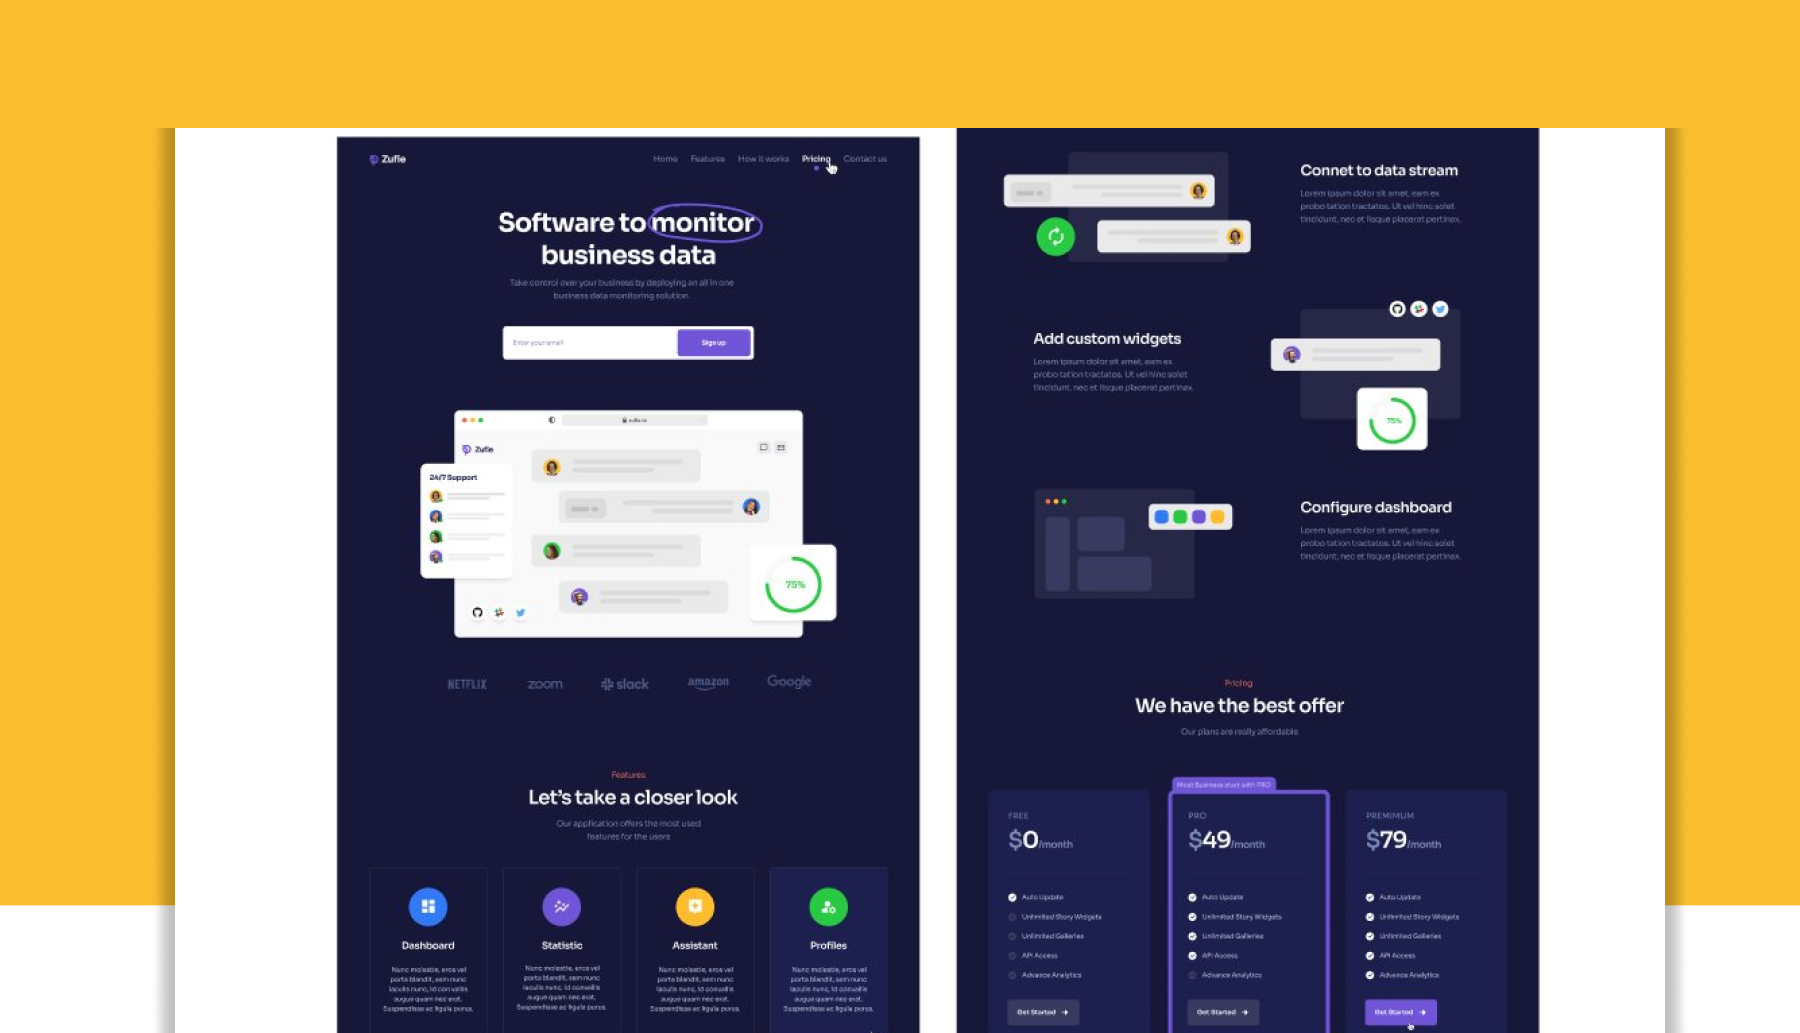 Zufie
Home Features How it works Pricing Contact us
Software to monitor
business data
Take control over your business by deploying an all in one
business data monitoring solution.
Enter your email
Sign up
zufie.io
Zufie
24/7 Support
75%
NETFLIX zoom slack amazon Google
Features
Let's take a closer look
Our application offers the most used
features for the users
Dashboard
Nunc molestie, eros vel
porta blandit, sem nunc
iaculis nunc, id convallis
augue quam nec erat.
Suspendisse ac ligula purus.
Statistic
Nunc molestie, eros vel
porta blandit, sem nunc
iaculis nunc, id convallis
augue quam nec erat.
Suspendisse ac ligula purus.
Assistant
Nunc molestie, eros vel
porta blandit, sem nunc
iaculis nunc, id convallis
augue quam nec erat.
Suspendisse ac ligula purus.
Profiles
Nunc molestie, eros vel
porta blandit, sem nunc
iaculis nunc, id convallis
augue quam nec erat.
Suspendisse ac ligula purus.
Connet to data stream
Lorem ipsum dolor sit amet, eam ex
probo tation tractatos. Ut vel hinc solet
tincidunt, nec et iisque placerat pertinax.
Add custom widgets
Lorem ipsum dolor sit amet, eam ex
probo tation tractatos. Ut vel hinc solet
tincidunt, nec et iisque placerat pertinax.
75%
Configure dashboard
Lorem ipsum dolor sit amet, eam ex
probo tation tractatos. Ut vel hinc solet
tincidunt, nec et iisque placerat pertinax.
Pricing
We have the best offer
Our plans are really affordable
FREE
$0/month
Auto Update
Unlimited Story Widgets
Unlimited Galleries
API Access
Advance Analytics
Get Started
Most Business start with PRO
PRO
$49/month
Auto Update
Unlimited Story Widgets
Unlimited Galleries
API Access
Advance Analytics
Get Started
PREMIMUM
$79/month
Auto Update
Unlimited Story Widgets
Unlimited Galleries
API Access
Advance Analytics
Get Started